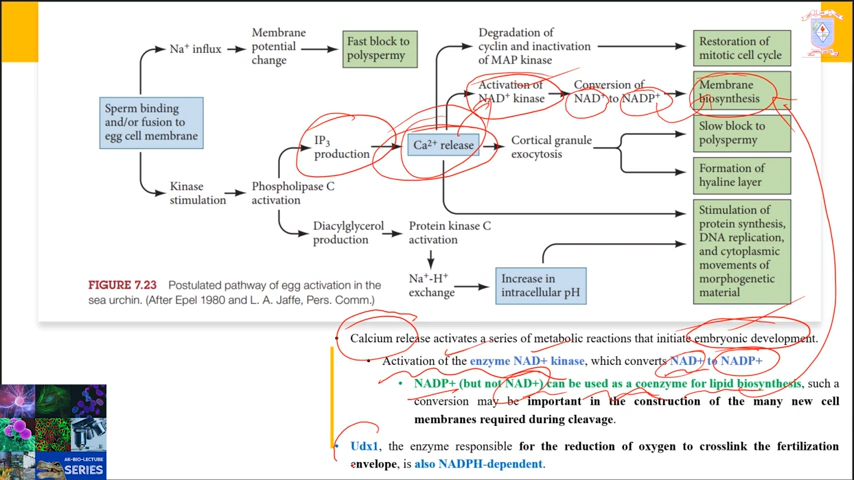 Degradation of
cyclin and inactivation
of MAP kinase
Restoration of
mitotic cell cycle
Na⁺ influx
Membrane
potential
change
Fast block to
polyspermy
Activation of
NAD⁺ kinase
Conversion of
NAD⁺ to NADP⁺
Membrane
biosynthesis
Sperm binding
and/or fusion to
egg cell membrane
IP₃
production
Ca²⁺ release
Cortical granule
exocytosis
Slow block to
polyspermy
Formation of
hyaline layer
Kinase
stimulation
Phospholipase C
activation
Diacylglycerol
production
Protein kinase C
activation
Na⁺-H⁺
exchange
Increase in
intracellular pH
Stimulation of
protein synthesis,
DNA replication,
and cytoplasmic
movements of
morphogenetic
material
FIGURE 7.23 Postulated pathway of egg activation in the
sea urchin. (After Epel 1980 and L. A. Jaffe, Pers. Comm.)
• Calcium release activates a series of metabolic reactions that initiate embryonic development.
• Activation of the enzyme NAD+ kinase, which converts NAD+ to NADP+
• NADP+ (but not NAD+) can be used as a coenzyme for lipid biosynthesis, such a
conversion may be important in the construction of the many new cell
membranes required during cleavage.
• Udx1, the enzyme responsible for the reduction of oxygen to crosslink the fertilization
envelope, is also NADPH-dependent.
AK-BIO-LECTURE
SERIES